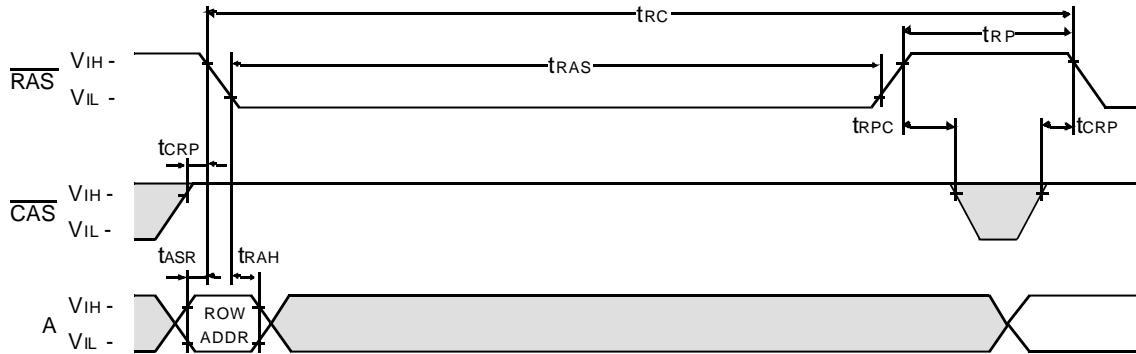 tRC
tRP
RAS VIH -
VIL -
tRAS
tRPC
tCRP
tCRP
CAS VIH -
VIL -
tASR
tRAH
A VIH -
VIL -
ROW
ADDR